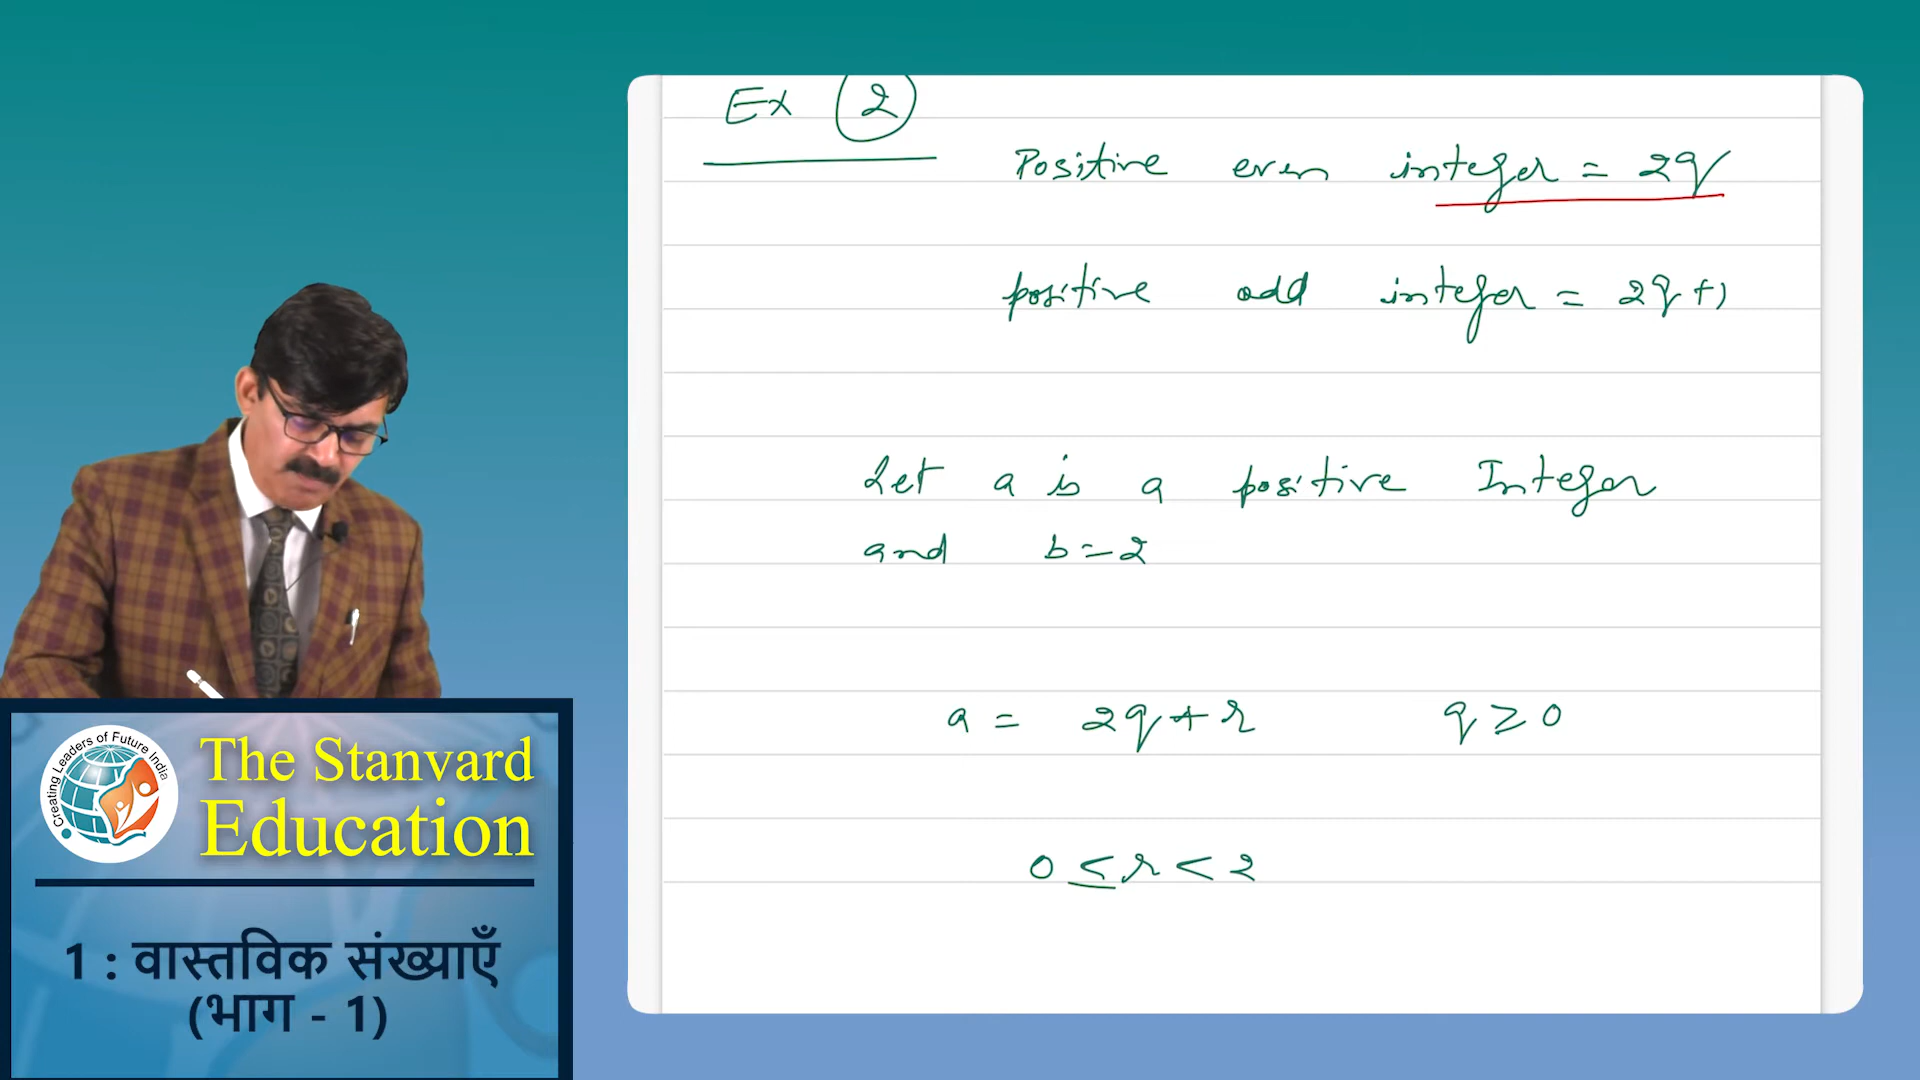 Ex 2
Positive even integer = 2q
positive odd integer = 2q+1
Let a is a positive Integer
and b=2
a = 2q+r q ≥ 0
0 ≤ r < 2
Creating Leaders of Future India
The Stanvard
Education
1 : वास्तविक संख्याएँ
(भाग - 1)